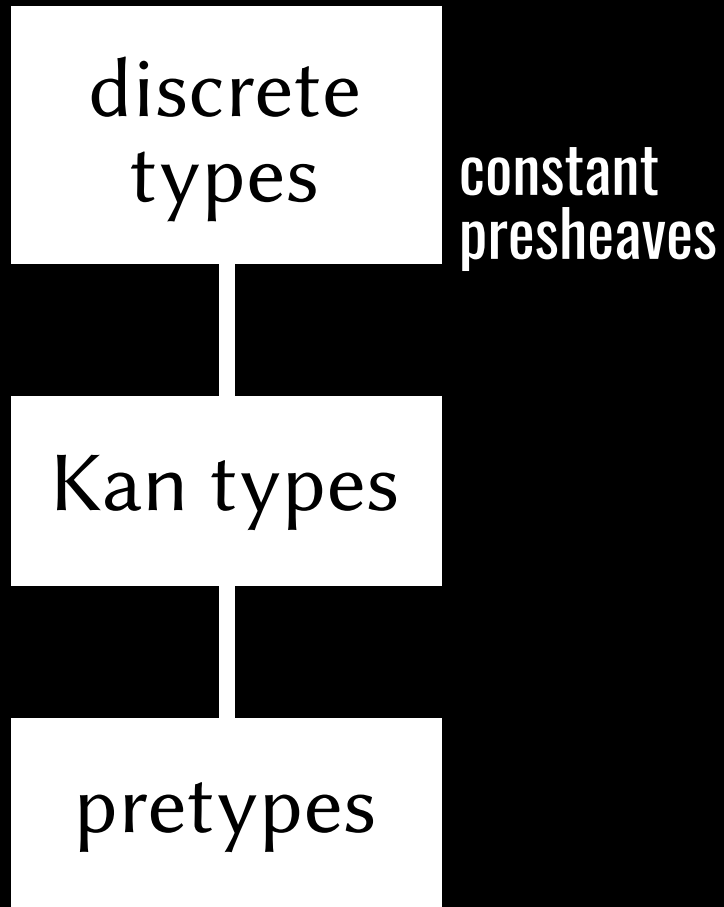 discrete
types
constant
presheaves
Kan types
pretypes